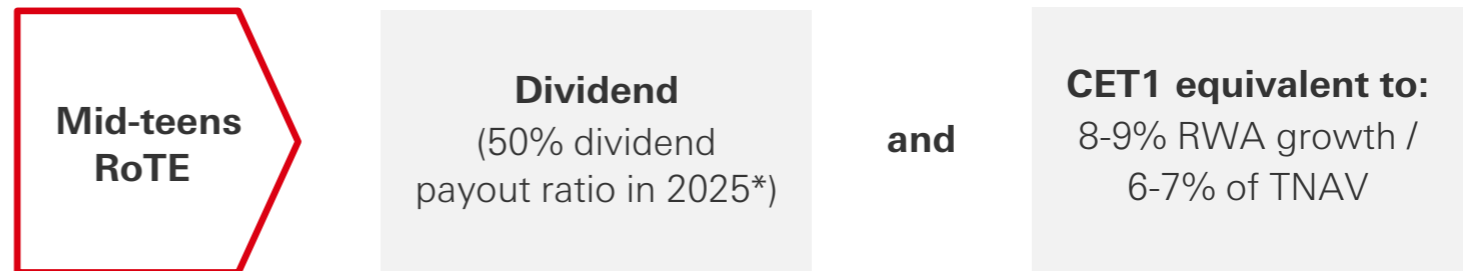 Mid-teens
RoTE
Dividend
(50% dividend
payout ratio in 2025*)
and
CET1 equivalent to:
8-9% RWA growth /
6-7% of TNAV